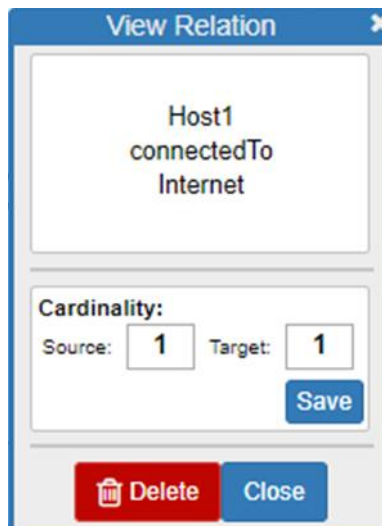 View Relation
Host1
connectedTo
Internet
Cardinality:
Source: 1 Target: 1
Save
Delete Close